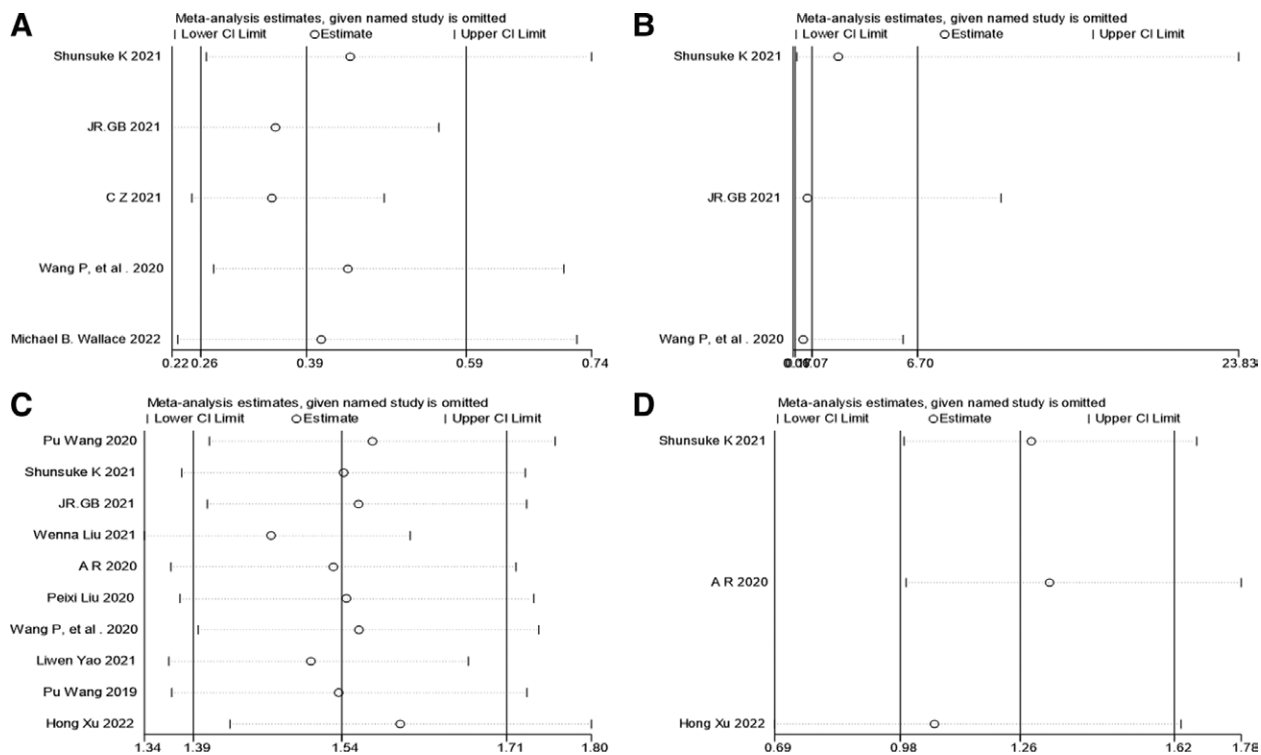 A
Meta-analysis estimates, given named study is omitted
Lower CI Limit Estimate Upper CI Limit
Shunsuke K 2021
JR.GB 2021
C Z 2021
Wang P, et al . 2020
Michael B. Wallace 2022
0.22 0.26 0.39 0.59 0.74
B
Meta-analysis estimates, given named study is omitted
Lower CI Limit Estimate Upper CI Limit
Shunsuke K 2021
JR.GB 2021
Wang P, et al . 2020
6.70 23.83
C
Meta-analysis estimates, given named study is omitted
Lower CI Limit Estimate Upper CI Limit
Pu Wang 2020
Shunsuke K 2021
JR.GB 2021
Wenna Liu 2021
A R 2020
Peixi Liu 2020
Wang P, et al . 2020
Liwen Yao 2021
Pu Wang 2019
Hong Xu 2022
1.34 1.39 1.54 1.71 1.80
D
Meta-analysis estimates, given named study is omitted
Lower CI Limit Estimate Upper CI Limit
Shunsuke K 2021
A R 2020
Hong Xu 2022
0.69 0.98 1.26 1.62 1.78